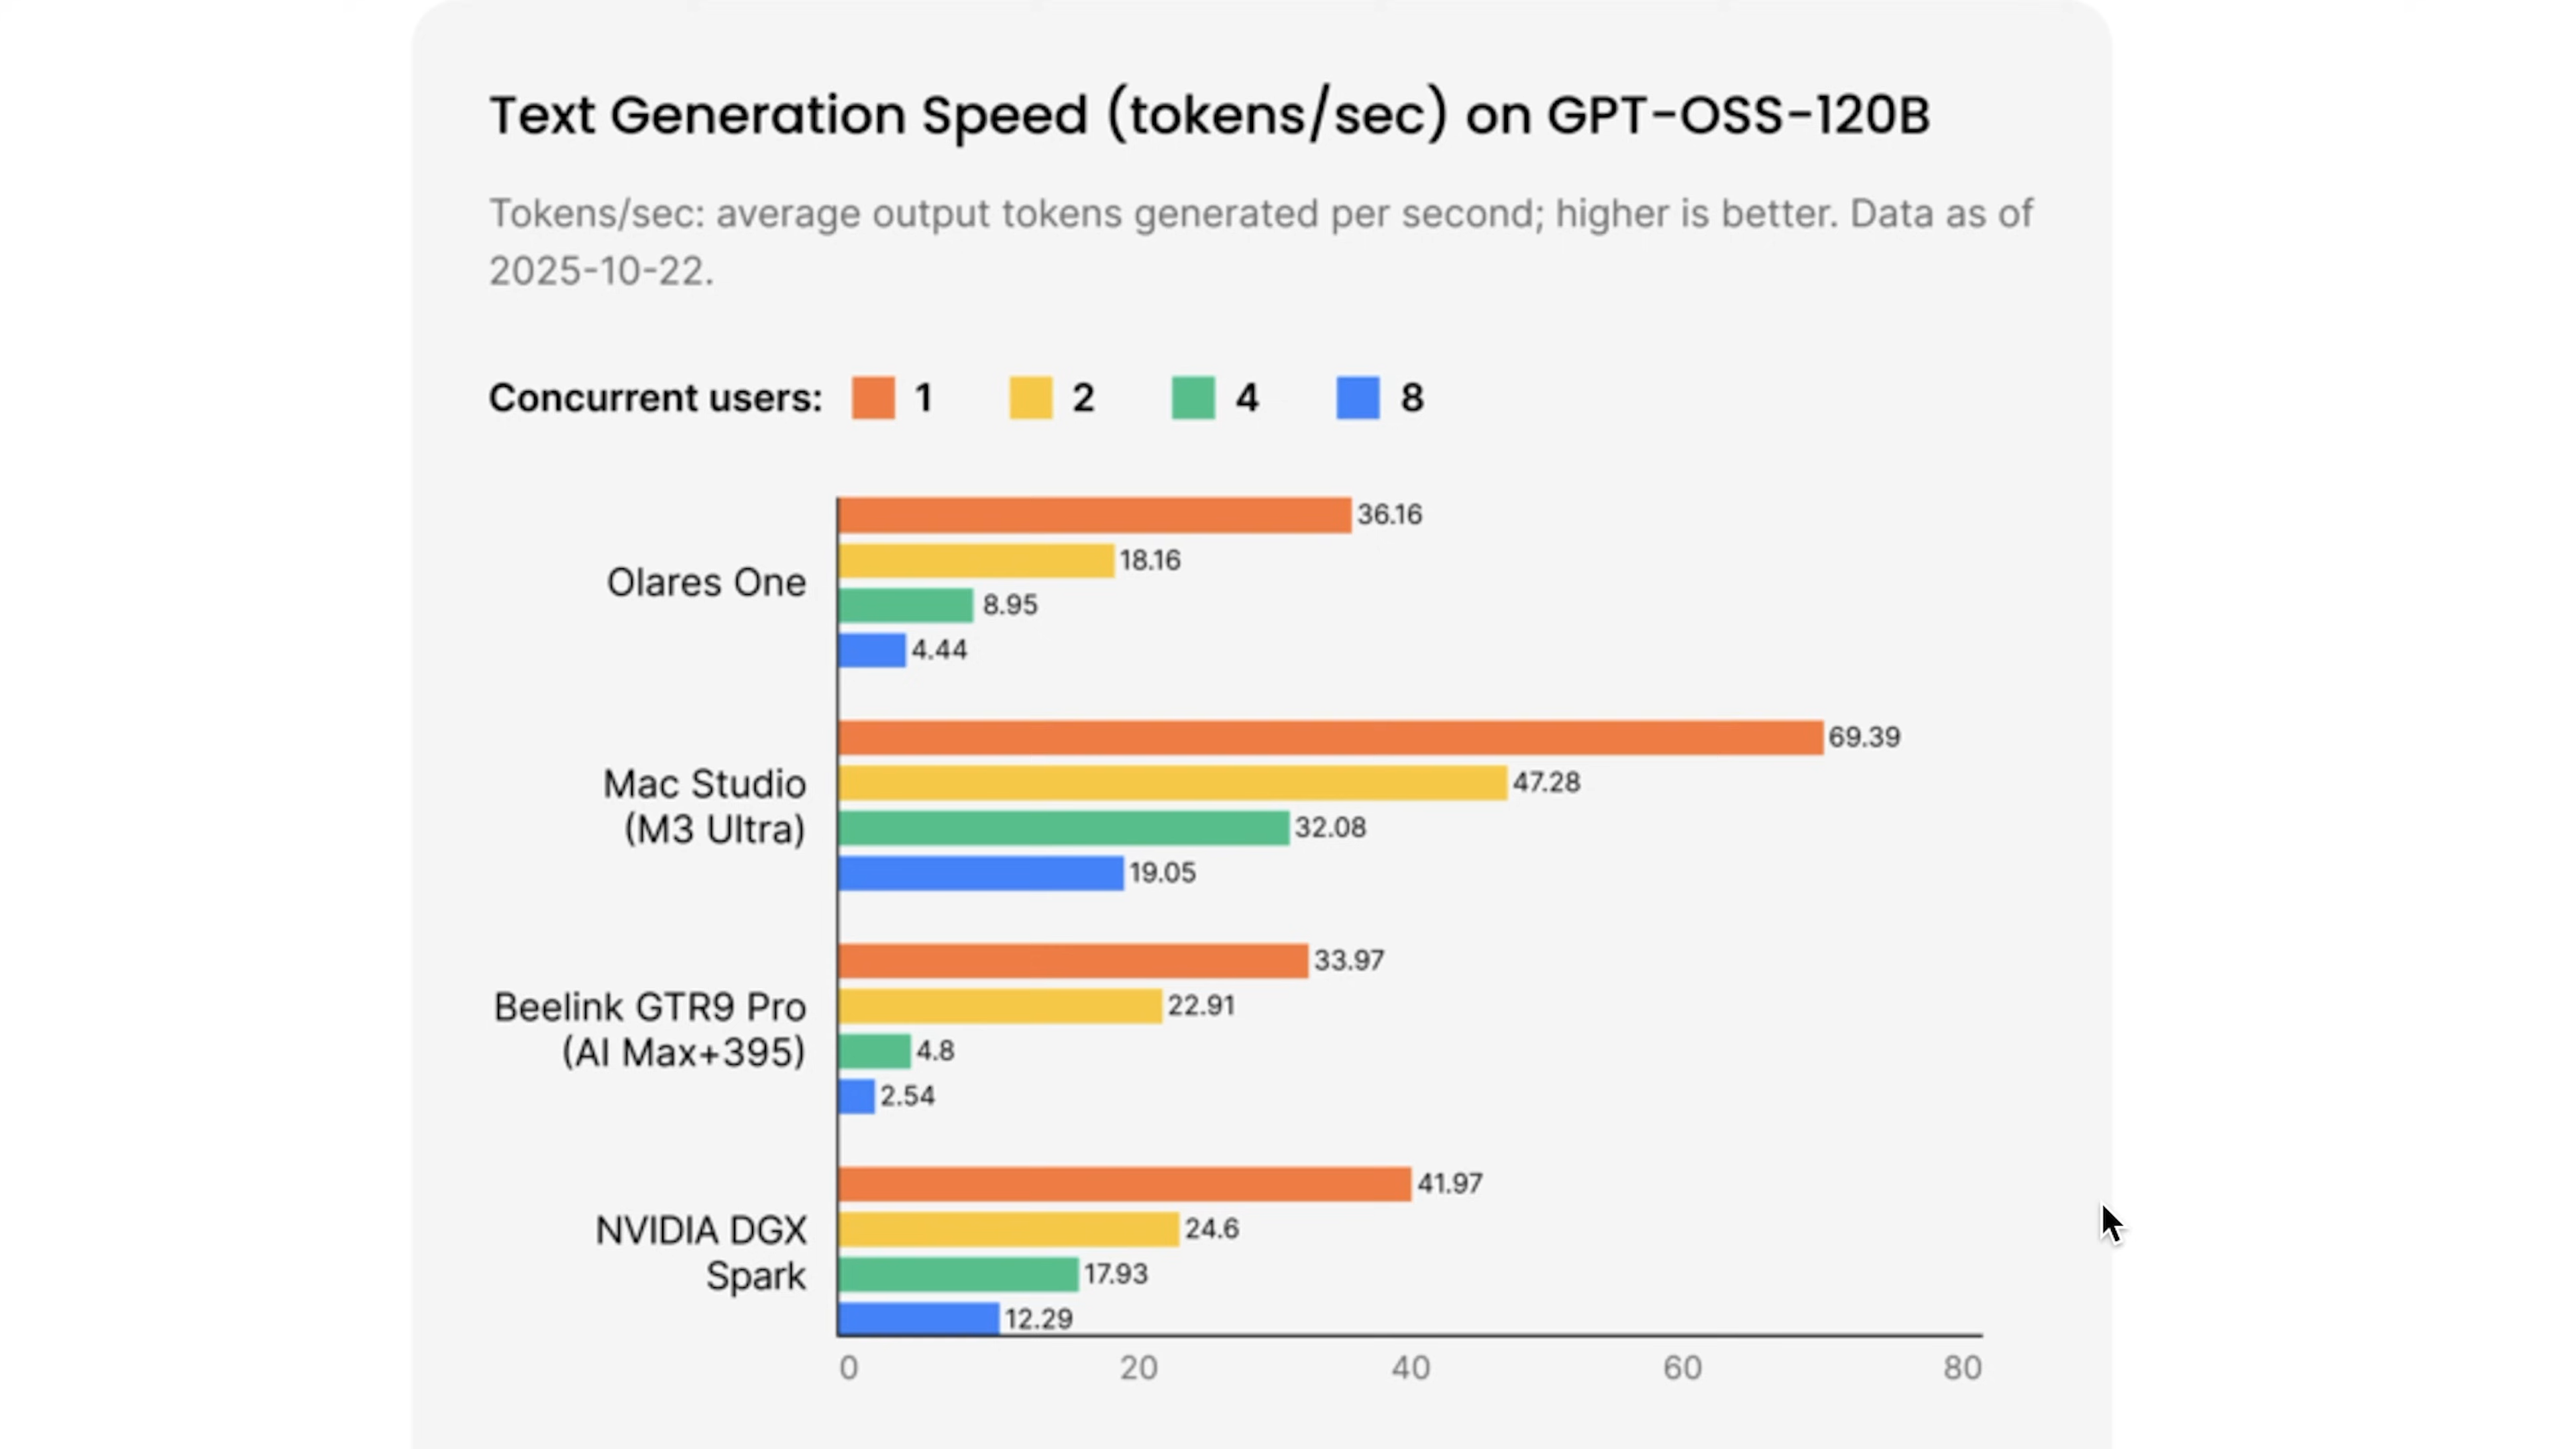 Text Generation Speed (tokens/sec) on GPT-OSS-120B
Tokens/sec: average output tokens generated per second; higher is better. Data as of
2025-10-22.
Concurrent users: 1 2 4 8
Olares One
36.16
18.16
8.95
4.44
Mac Studio
(M3 Ultra)
69.39
47.28
32.08
19.05
Beelink GTR9 Pro
(AI Max+395)
33.97
22.91
4.8
2.54
NVIDIA DGX
Spark
41.97
24.6
17.93
12.29
0 20 40 60 80